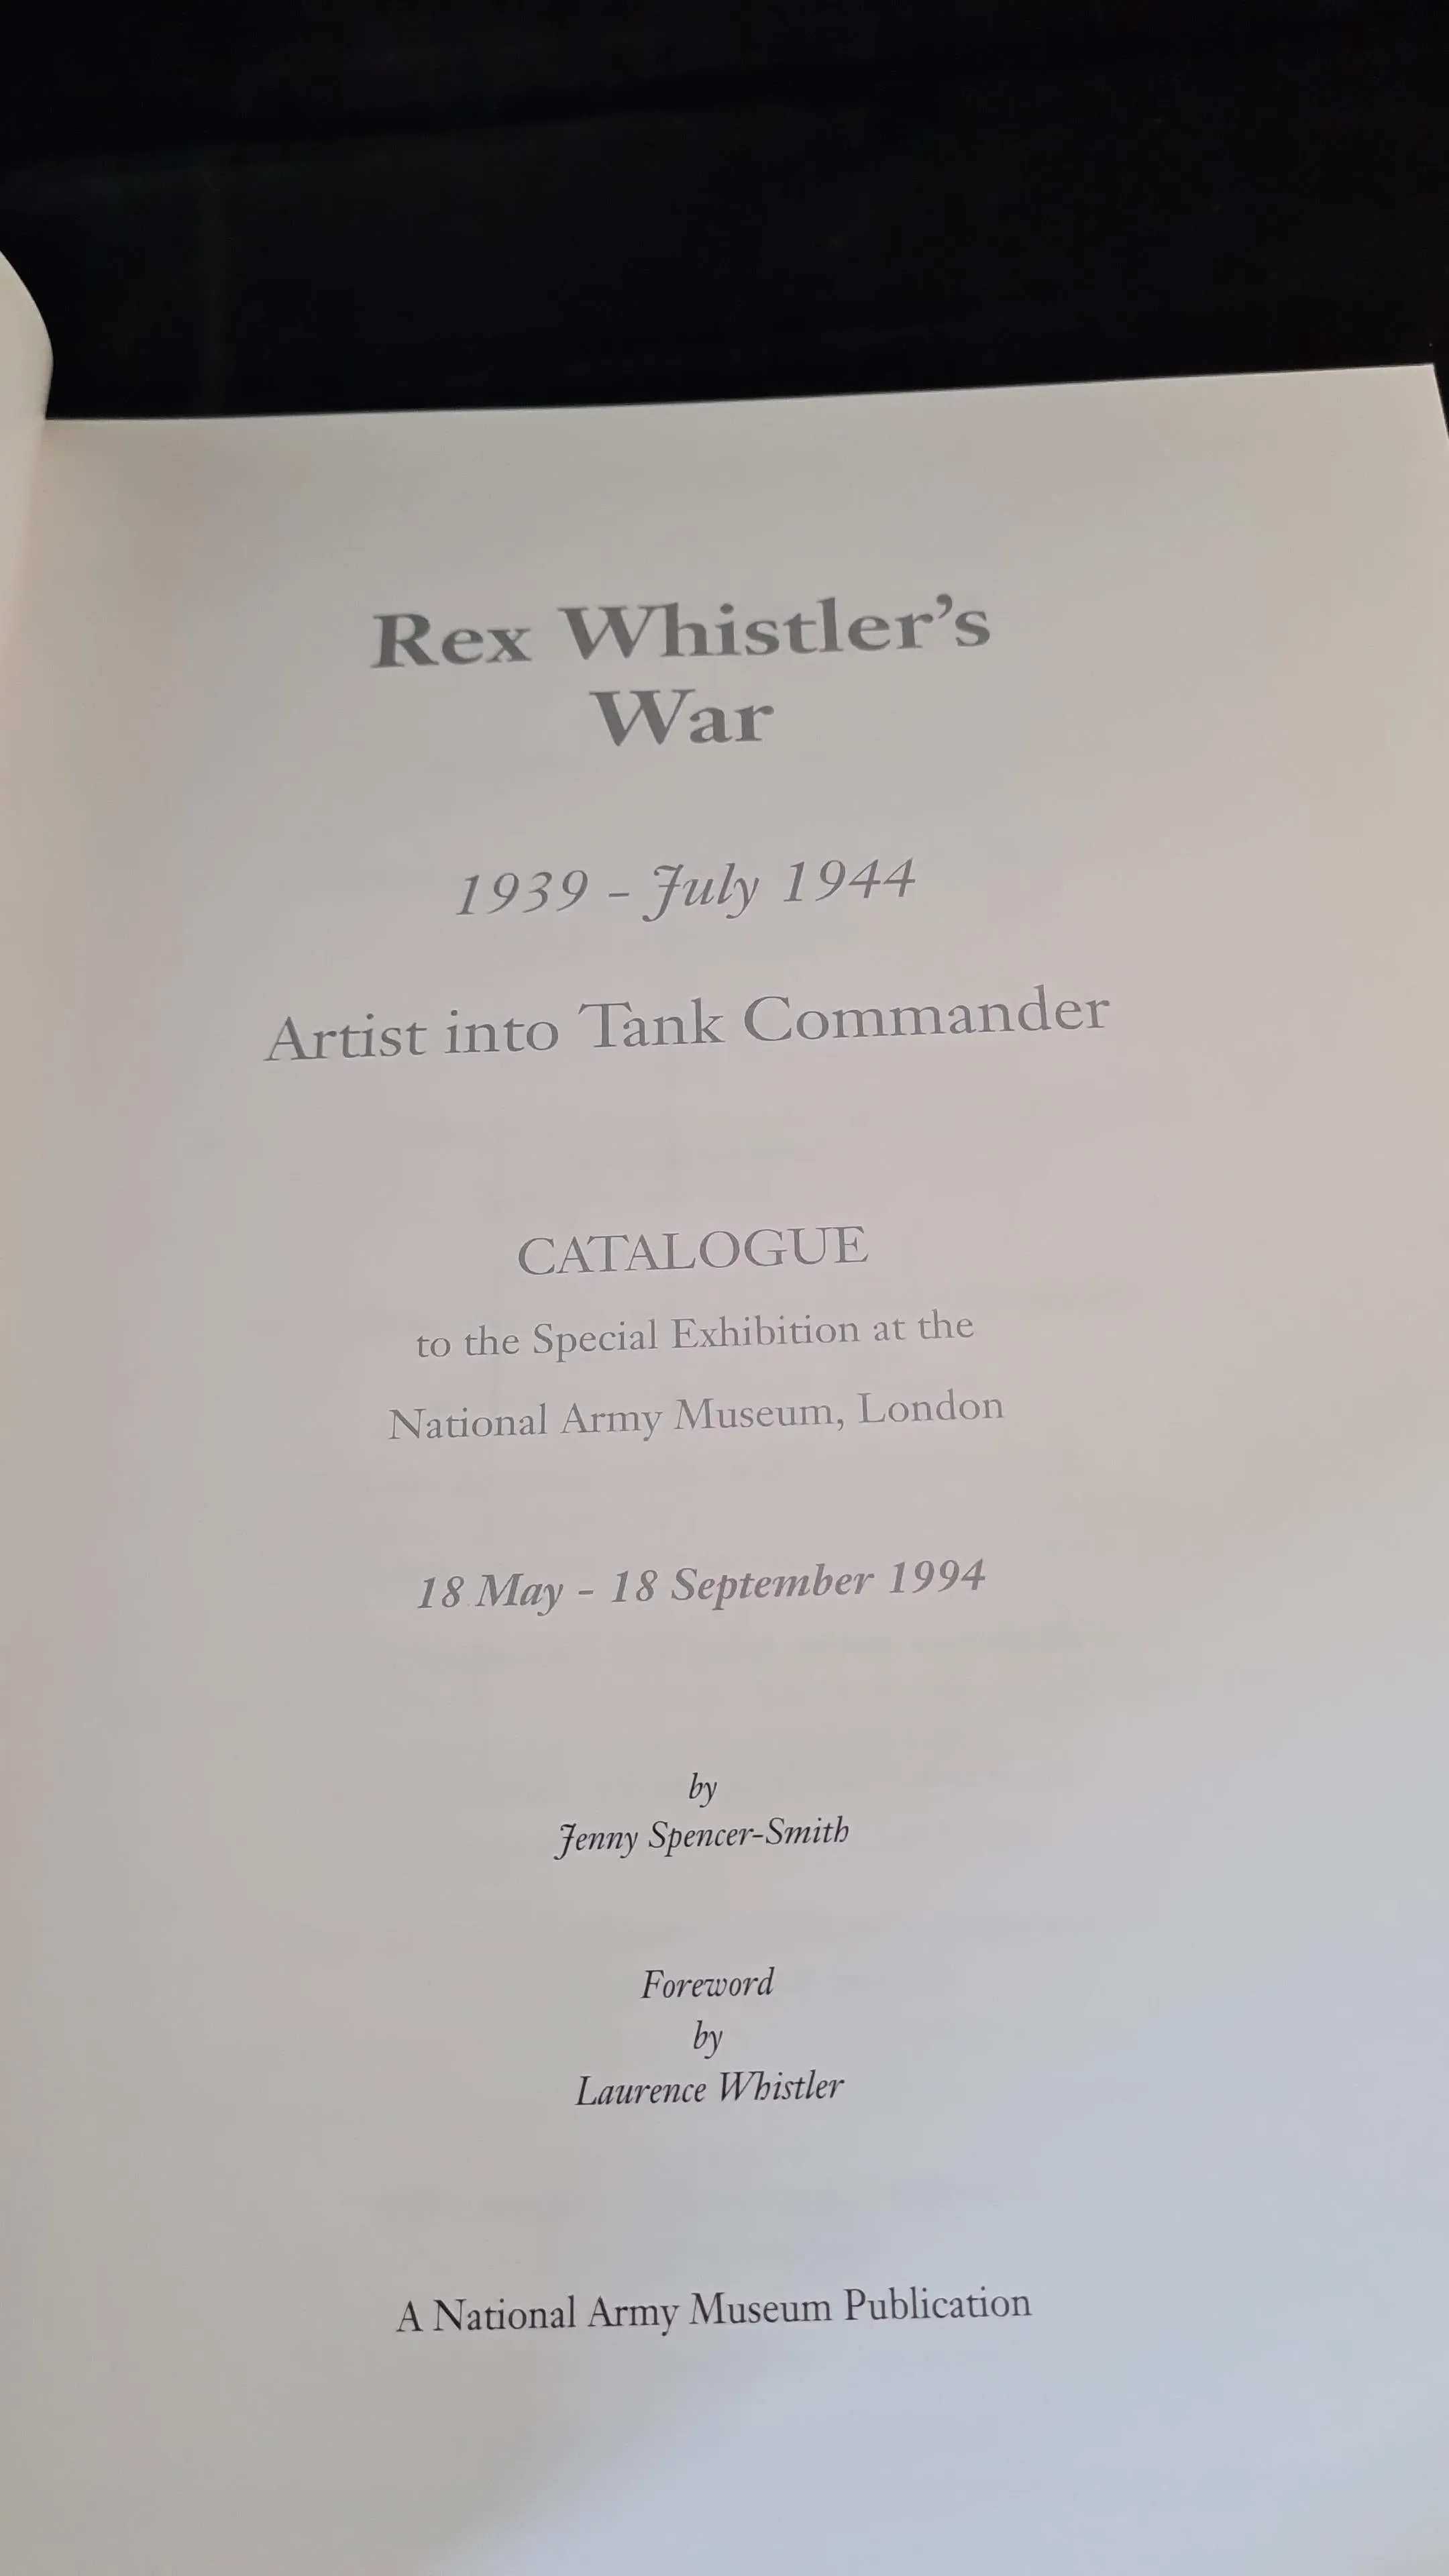 Rex Whistler’s
War
1939 – July 1944
Artist into Tank Commander
CATALOGUE
to the Special Exhibition at the
National Army Museum, London
18 May – 18 September 1994
by
Jenny Spencer-Smith
Foreword
by
Laurence Whistler
A National Army Museum Publication